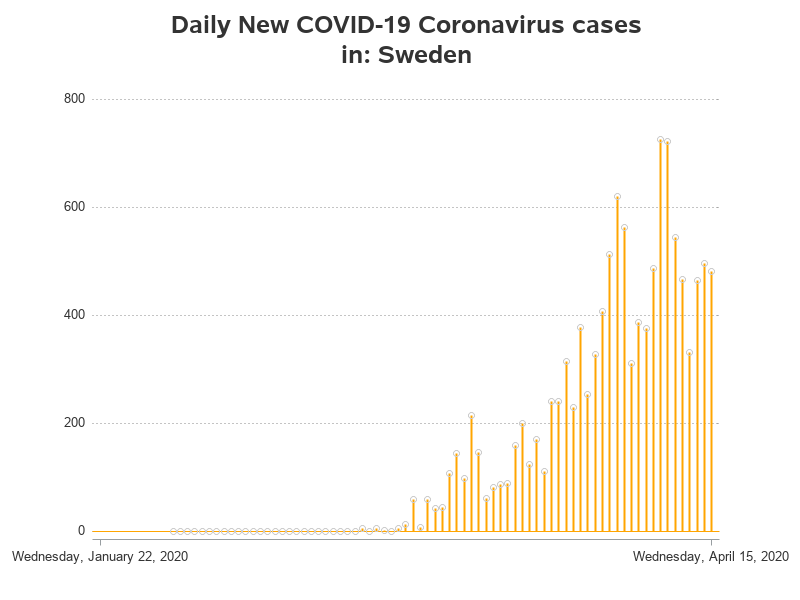 Daily New COVID-19 Coronavirus cases
in: Sweden
800
600
400
200
0
Wednesday, January 22, 2020
Wednesday, April 15, 2020